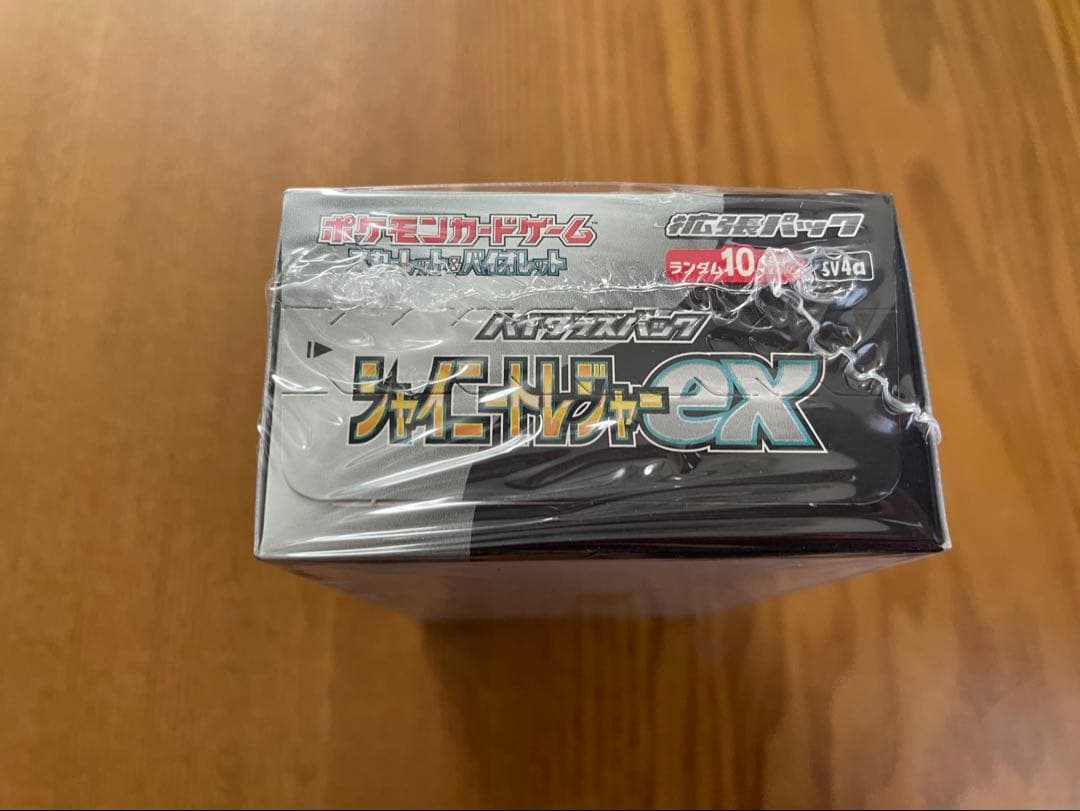 ポケモンカードゲーム
スカーレット&バイオレット
拡張パック
ランダム10
SV4a
ハイクラスパック
シャイニートレジャーex